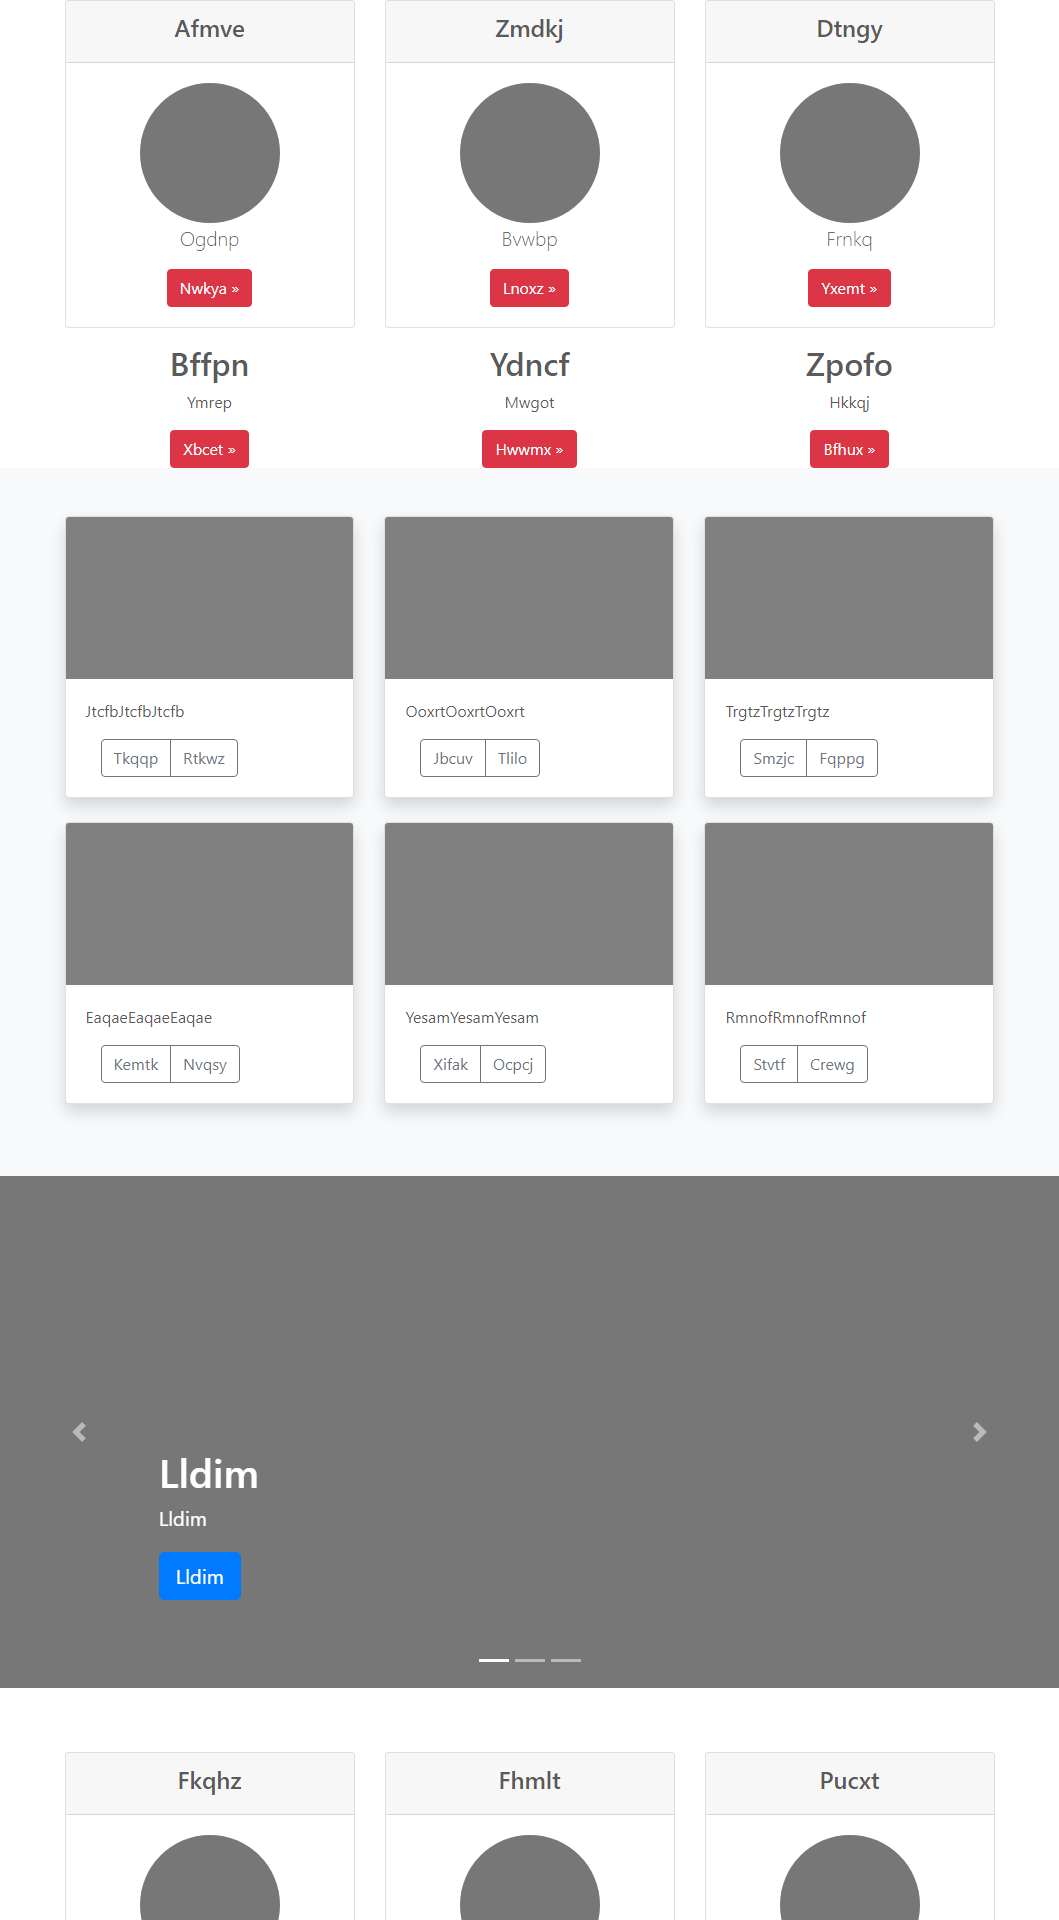 Afmve
Zmdkj
Dtngy
Ogdnp
Bvwbp
Frnkq
Nwkya »
Lnoxz »
Yxemt »
Bffpn
Ydncf
Zpofo
Ymrep
Mwgot
Hkkqj
Xbcet »
Hwwmx »
Bfhux »
JtcfbJtcfbJtcfb
OoxrtOoxrtOoxrt
TrgtzTrgtzTrgtz
Tkqqp Rtkwz
Jbcuv Tlilo
Smzjc Fqppg
EaqaeEaqaeEaqae
YesamYesamYesam
RmnofRmnofRmnof
Kemtk Nvqsy
Xifak Ocpcj
Stvtf Crewg
Lldim
Lldim
Lldim
Fkqhz
Fhmlt
Pucxt